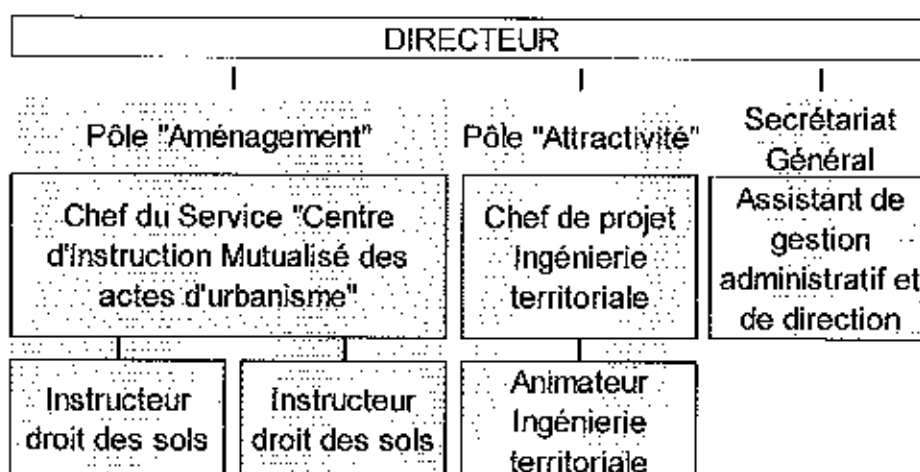 DIRECTEUR
Pôle "Aménagement"
Pôle "Attractivité"
Secrétariat
Général
Chef du Service "Centre
d'Instruction Mutualisé des
actes d'urbanisme"
Chef de projet
Ingénierie
territoriale
Assistant de
gestion
administratif et
de direction
Instructeur
droit des sols
Instructeur
droit des sols
Animateur
Ingénierie
territoriale